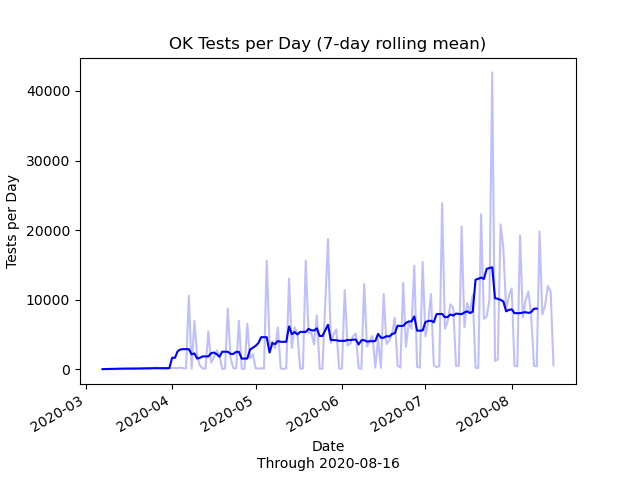 OK Tests per Day (7-day rolling mean)
40000
30000
20000
10000
0
Tests per Day
2020-03
2020-04
2020-05
2020-06
2020-07
2020-08
Date
Through 2020-08-16